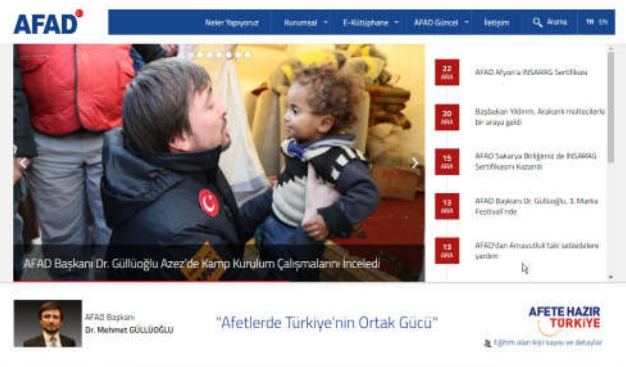 AFAD
Neler Yapıyoruz Kurumsal E-Kütüphane AFAD Güncel İletişim Arama TR EN
22 ARA
AFAD Afyon'a INSARAG Sertifikası
20 ARA
Başbakan Yıldırım, Arakanlı mültecilerle
bir araya geldi
15 ARA
AFAD Sakarya Birliğimiz de INSARAG
Sertifikasını Kazandı
13 ARA
AFAD Başkanı Dr. Güllüoğlu, 3. Marka
Festivali'nde
13 ARA
AFAD'dan Arnavutluk'taki selzedelere
yardım
AFAD Başkanı Dr. Güllüoğlu Azez'de Kamp Kurulum Çalışmalarını İnceledi
AFAD Başkanı
Dr. Mehmet GÜLLÜOĞLU
"Afetlerde Türkiye'nin Ortak Gücü"
AFETE HAZIR
TÜRKİYE
Eğitim alan kişi sayısı ve detaylar